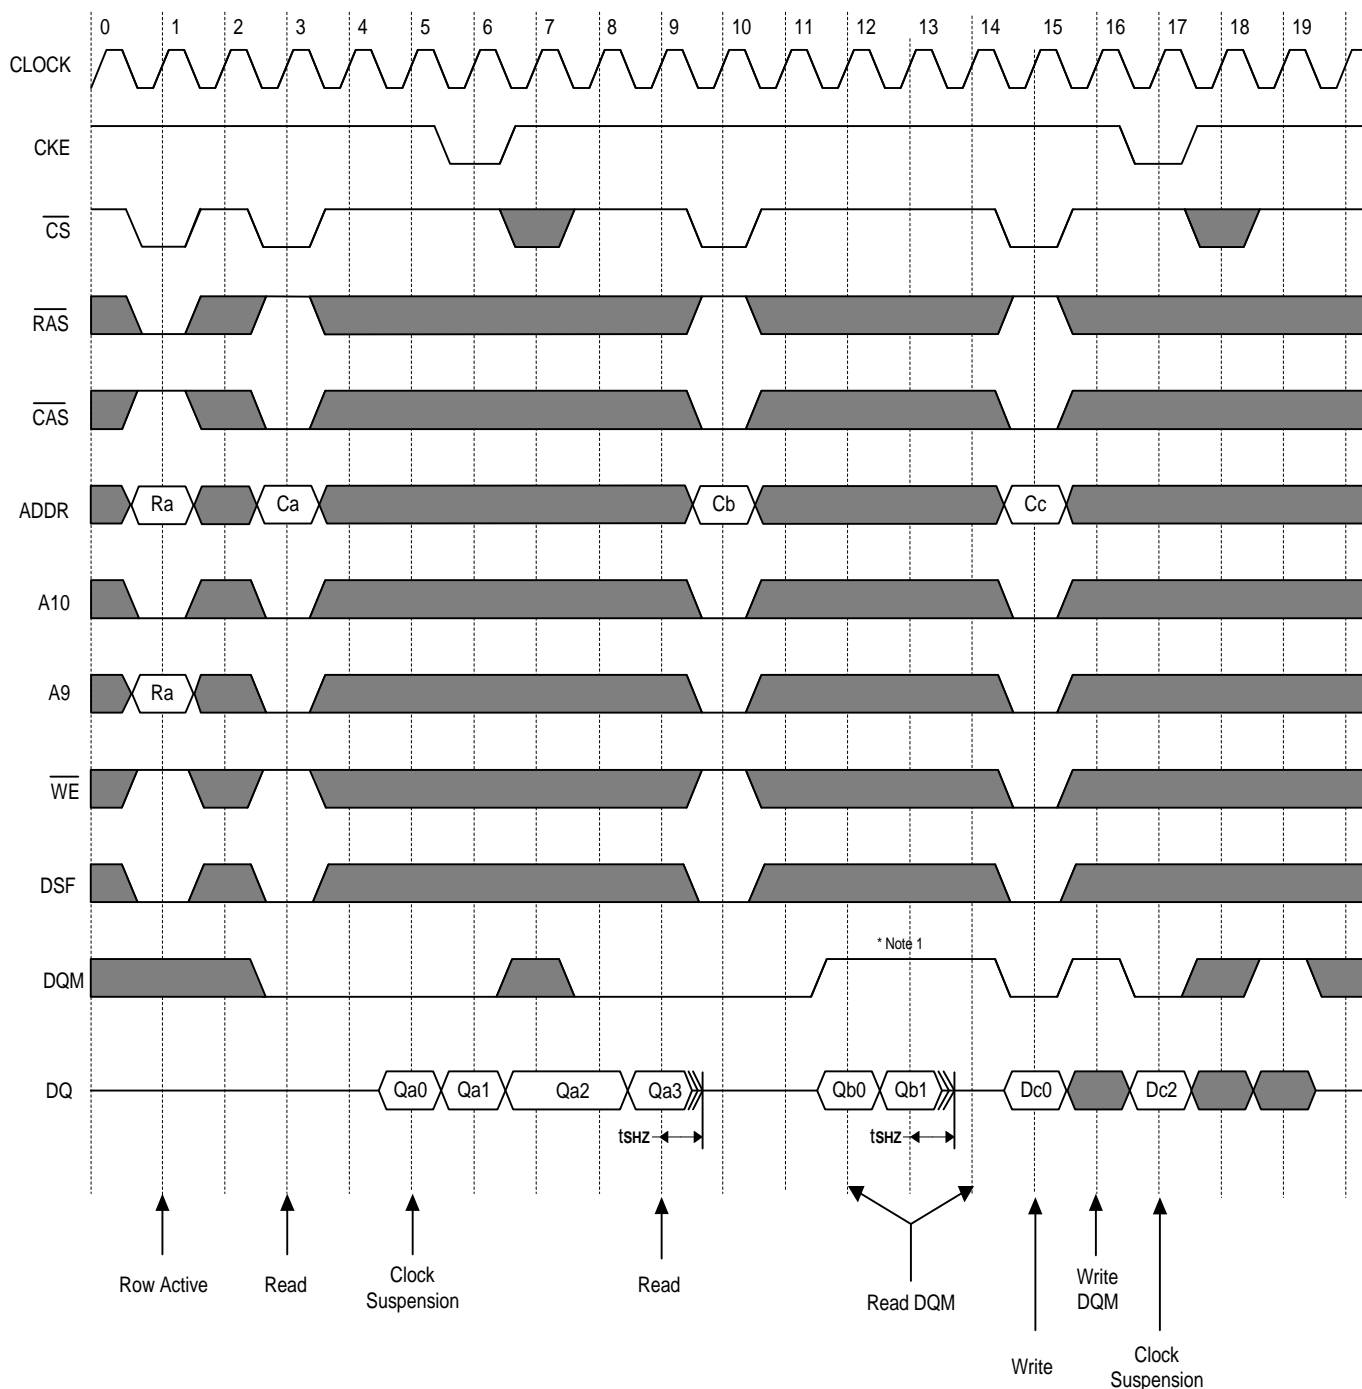 0 1 2 3 4 5 6 7 8 9 10 11 12 13 14 15 16 17 18 19
CLOCK
CKE
CS
RAS
CAS
ADDR Ra Ca Cb Cc
A10
A9 Ra
WE
DSF
* Note 1
DQM
DQ Qa0 Qa1 Qa2 Qa3 Qb0 Qb1 Dc0 Dc2
tSHZ tSHZ
Row Active
Read
Clock
Suspension
Read
Read DQM
Write
DQM
Write
Clock
Suspension